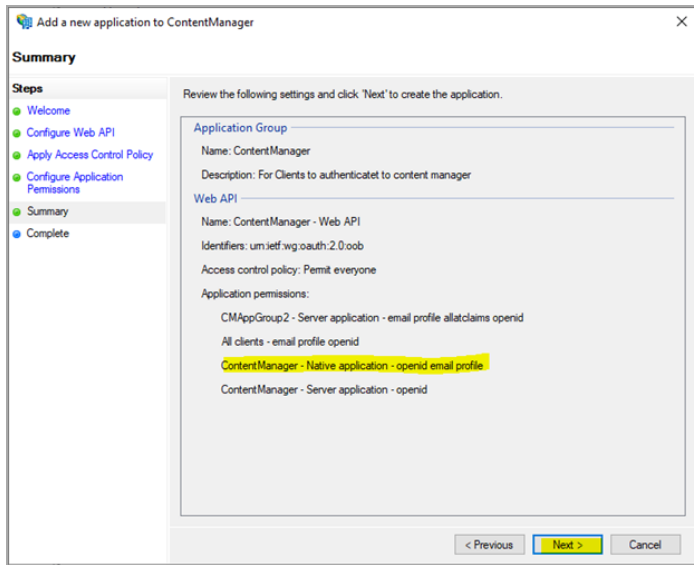 Add a new application to ContentManager
Summary
Steps
Welcome
Configure Web API
Apply Access Control Policy
Configure Application
Permissions
Summary
Complete
Review the following settings and click 'Next' to create the application.
Application Group
Name: ContentManager
Description: For Clients to authenticatet to content manager
Web API
Name: ContentManager - Web API
Identifiers: urn:ietf:wg:oauth:2.0:oob
Access control policy: Permit everyone
Application permissions:
CMAppGroup2 - Server application - email profile allatclaims openid
All clients - email profile openid
ContentManager - Native application - openid email profile
ContentManager - Server application - openid
< Previous
Next >
Cancel